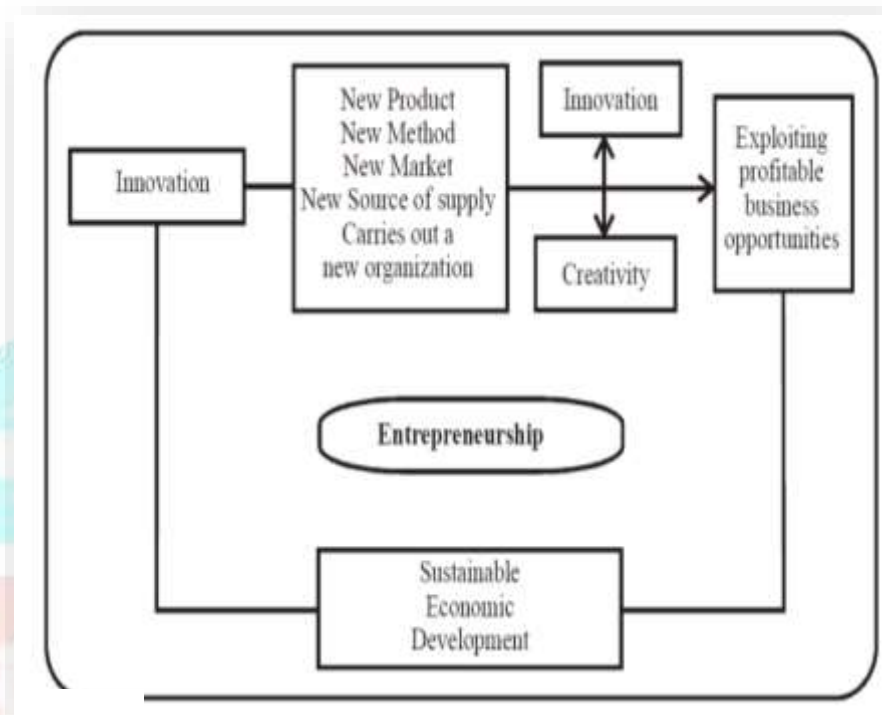 Innovation
New Product
New Method
New Market
New Source of supply
Carries out a
new organization
Innovation
Creativity
Exploiting
profitable
business
opportunities
Entrepreneurship
Sustainable
Economic
Development